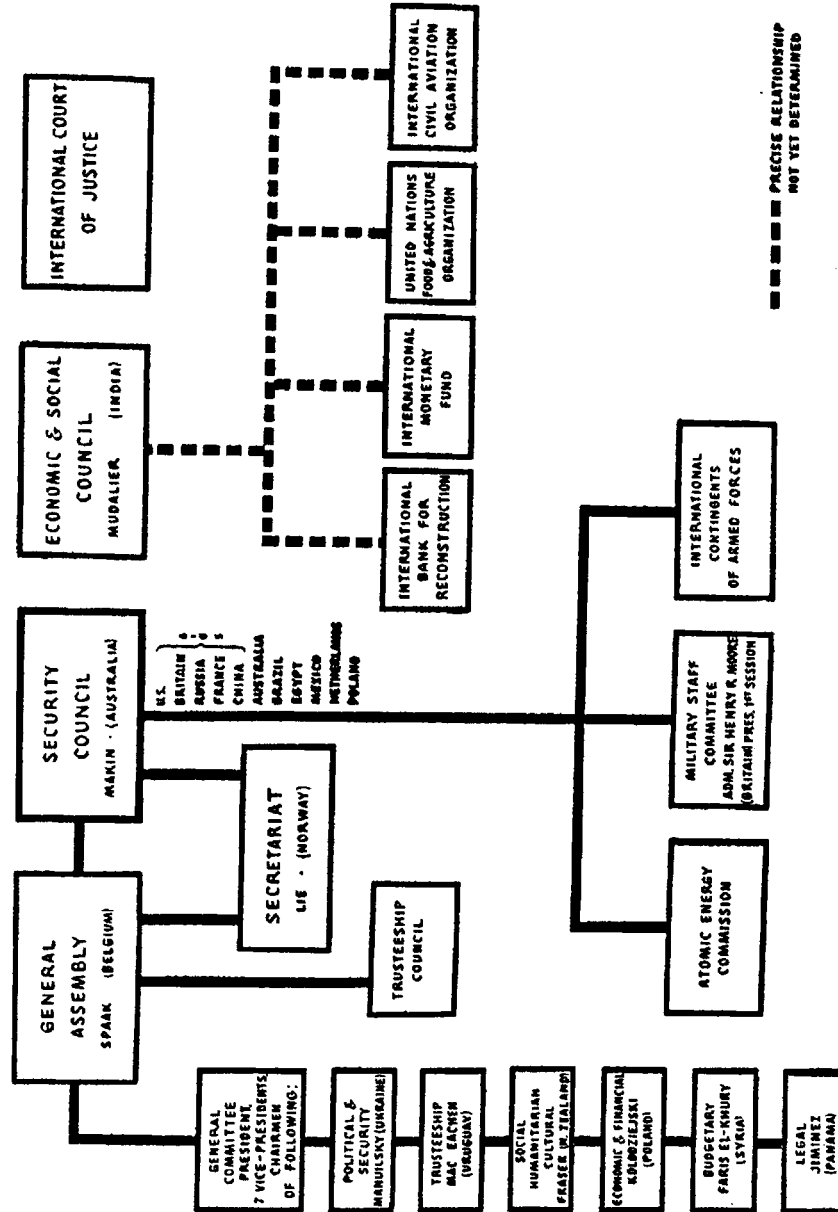 GENERAL
ASSEMBLY
SPAAK (BELGIUM)
SECURITY
COUNCIL
MAKIN - (AUSTRALIA)
ECONOMIC & SOCIAL
COUNCIL
MUDALIER (INDIA)
INTERNATIONAL COURT
OF JUSTICE
U.S.
BRITAIN
RUSSIA
FRANCE
CHINA
BIG 5
AUSTRALIA
BRAZIL
EGYPT
MEXICO
NETHERLANDS
POLAND
SECRETARIAT
LIE - (NORWAY)
TRUSTEESHIP
COUNCIL
GENERAL
COMMITTEE
PRESIDENT,
7 VICE-PRESIDENTS,
CHAIRMEN
OF FOLLOWING:
POLITICAL &
SECURITY
MANUILSKY (UKRAINE)
TRUSTEESHIP
MAC EACHEN
(URUGUAY)
SOCIAL
HUMANITARIAN
CULTURAL
FRASER (N. ZEALAND)
ECONOMIC & FINANCIAL
KOLODZIEJSKI
(POLAND)
BUDGETARY
FARIS EL-KHURY
(SYRIA)
LEGAL
JIMINEZ
(PANAMA)
INTERNATIONAL
BANK FOR
RECONSTRUCTION
INTERNATIONAL
MONETARY
FUND
UNITED NATIONS
FOOD & AGRICULTURE
ORGANIZATION
INTERNATIONAL
CIVIL AVIATION
ORGANIZATION
ATOMIC ENERGY
COMMISSION
MILITARY STAFF
COMMITTEE
ADM. SIR HENRY R. MOORE
(BRITAIN) PRES. 1ST SESSION
INTERNATIONAL
CONTINGENTS
OF ARMED FORCES
PRECISE RELATIONSHIP
NOT YET DETERMINED